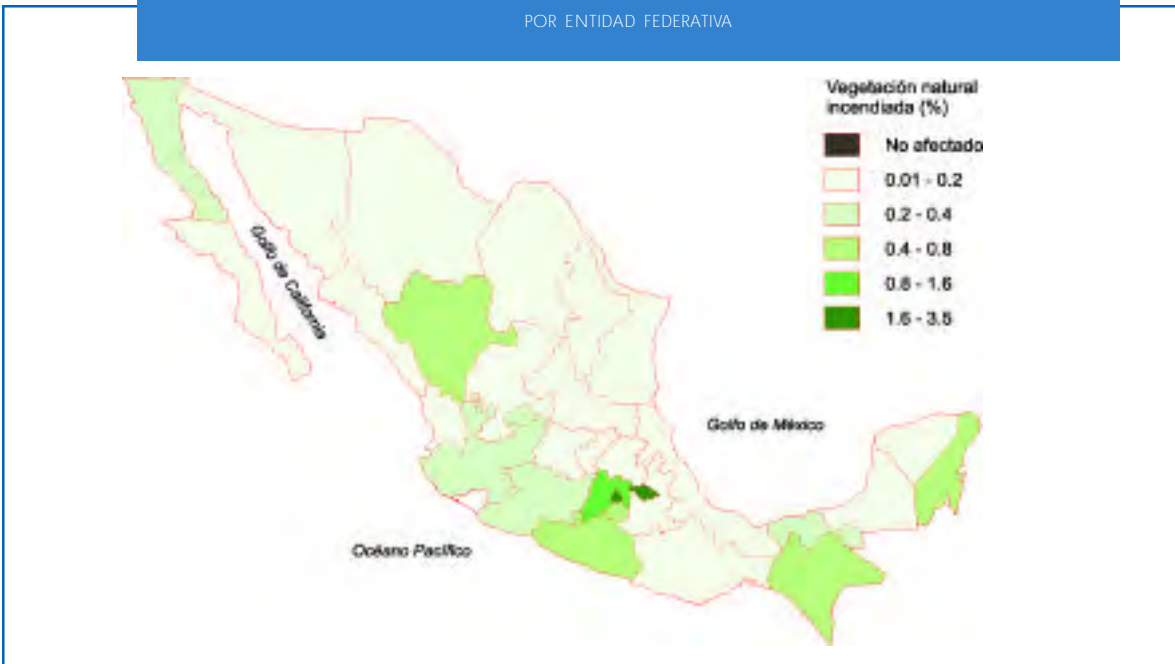 POR ENTIDAD FEDERATIVA
Vegetación natural
incendiada (%)
No afectado
0.01 - 0.2
0.2 - 0.4
0.4 - 0.8
0.8 - 1.6
1.6 - 3.5
Golfo de California
Golfo de México
Océano Pacífico